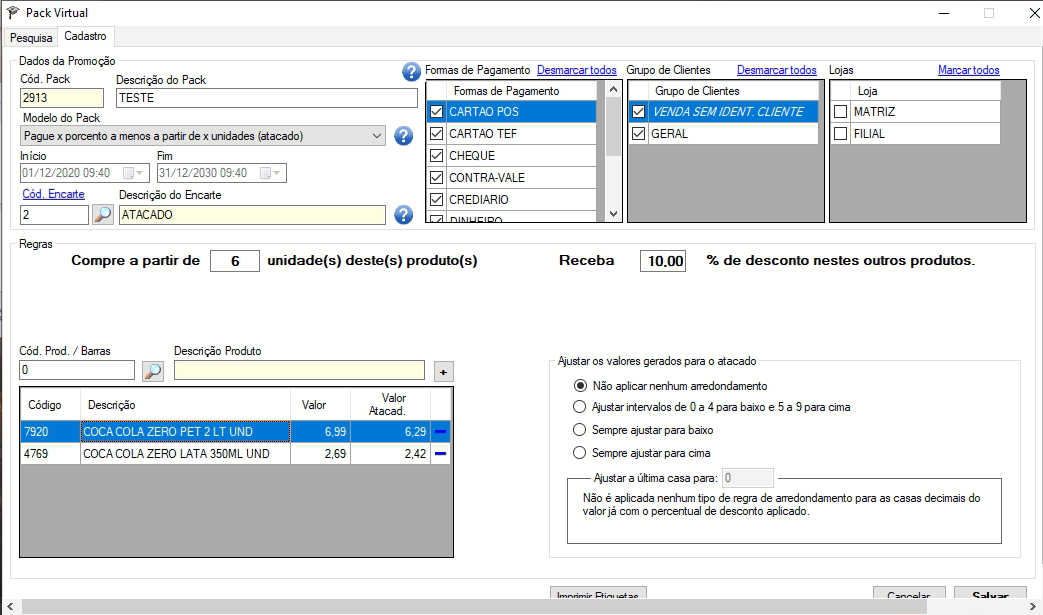 Pack Virtual
Pesquisa Cadastro
Dados da Promoção
Cód. Pack Descrição do Pack
2913 TESTE
Modelo do Pack
Pague x porcento a menos a partir de x unidades (atacado)
Início Fim
01/12/2020 09:40 31/12/2030 09:40
Cód. Encarte Descrição do Encarte
2 ATACADO
Formas de Pagamento Desmarcar todos
Formas de Pagamento
CARTAO POS
CARTAO TEF
CHEQUE
CONTRA-VALE
CREDIARIO
DINHEIRO
Grupo de Clientes Desmarcar todos
Grupo de Clientes
VENDA SEM IDENT. CLIENTE
GERAL
Lojas Marcar todos
Loja
MATRIZ
FILIAL
Regras
Compre a partir de 6 unidade(s) deste(s) produto(s) Receba 10,00 % de desconto nestes outros produtos.
Cód. Prod. / Barras Descrição Produto
0 +
Código Descrição Valor Valor Atacad.
7920 COCA COLA ZERO PET 2 LT UND 6,99 6,29
4769 COCA COLA ZERO LATA 350ML UND 2,69 2,42
Ajustar os valores gerados para o atacado
Não aplicar nenhum arredondamento
Ajustar intervalos de 0 a 4 para baixo e 5 a 9 para cima
Sempre ajustar para baixo
Sempre ajustar para cima
Ajustar a última casa para: 0
Não é aplicada nenhum tipo de regra de arredondamento para as casas decimais do
valor já com o percentual de desconto aplicado.
Imprimir Etiquetas Cancelar Salvar